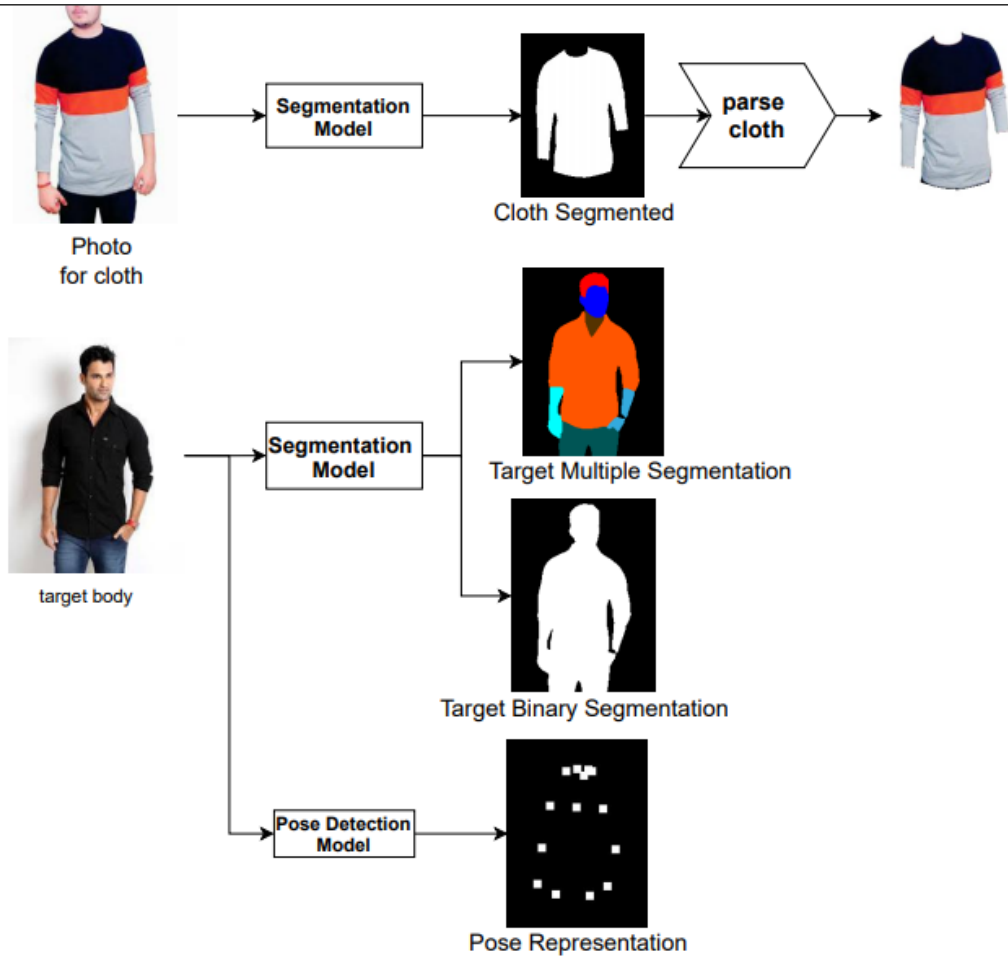 Segmentation
Model
parse
cloth
Cloth Segmented
Photo
for cloth
Segmentation
Model
Target Multiple Segmentation
target body
Target Binary Segmentation
Pose Detection
Model
Pose Representation